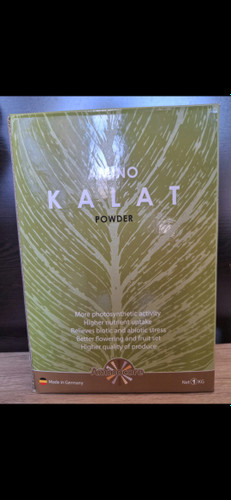 AMINO
KALAT
POWDER
More photosynthetic activity
Higher nutrient uptake
Relieves biotic and abiotic stress
Better flowering and fruit set
Higher quality of produce
Made in Germany
Net 1 KG